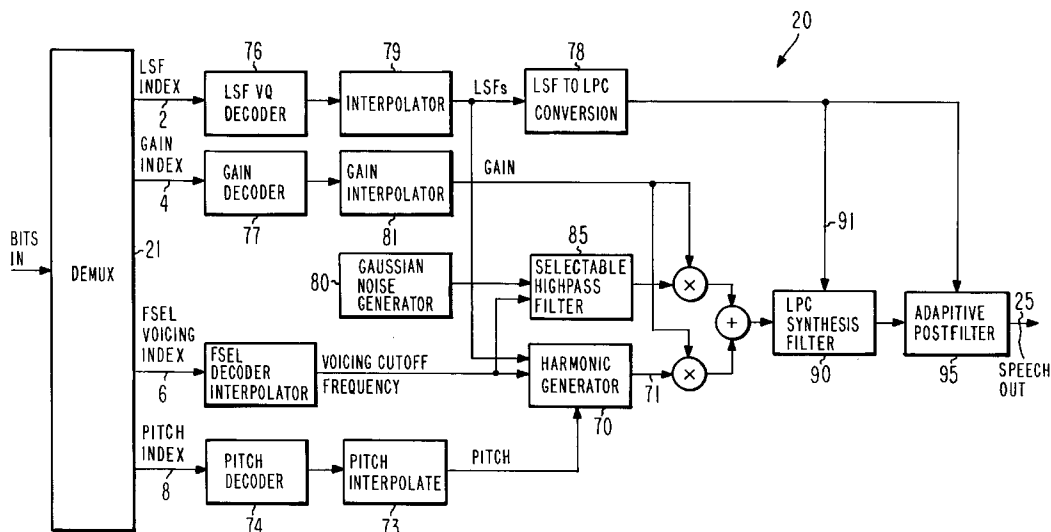 20
76
79
78
LSF
INDEX
2
LSF VQ
DECODER
INTERPOLATOR
LSFs
LSF TO LPC
CONVERSION
GAIN
INDEX
4
GAIN
DECODER
77
GAIN
INTERPOLATOR
81
GAIN
91
BITS
IN
DEMUX
21
80
GAUSSIAN
NOISE
GENERATOR
85
SELECTABLE
HIGHPASS
FILTER
×
+
LPC
SYNTHESIS
FILTER
90
ADAPITIVE
POSTFILTER
95
25
SPEECH
OUT
FSEL
VOICING
INDEX
6
FSEL
DECODER
INTERPOLATOR
VOICING CUTOFF
FREQUENCY
HARMONIC
GENERATOR
70
71
×
PITCH
INDEX
8
PITCH
DECODER
74
PITCH
INTERPOLATE
73
PITCH